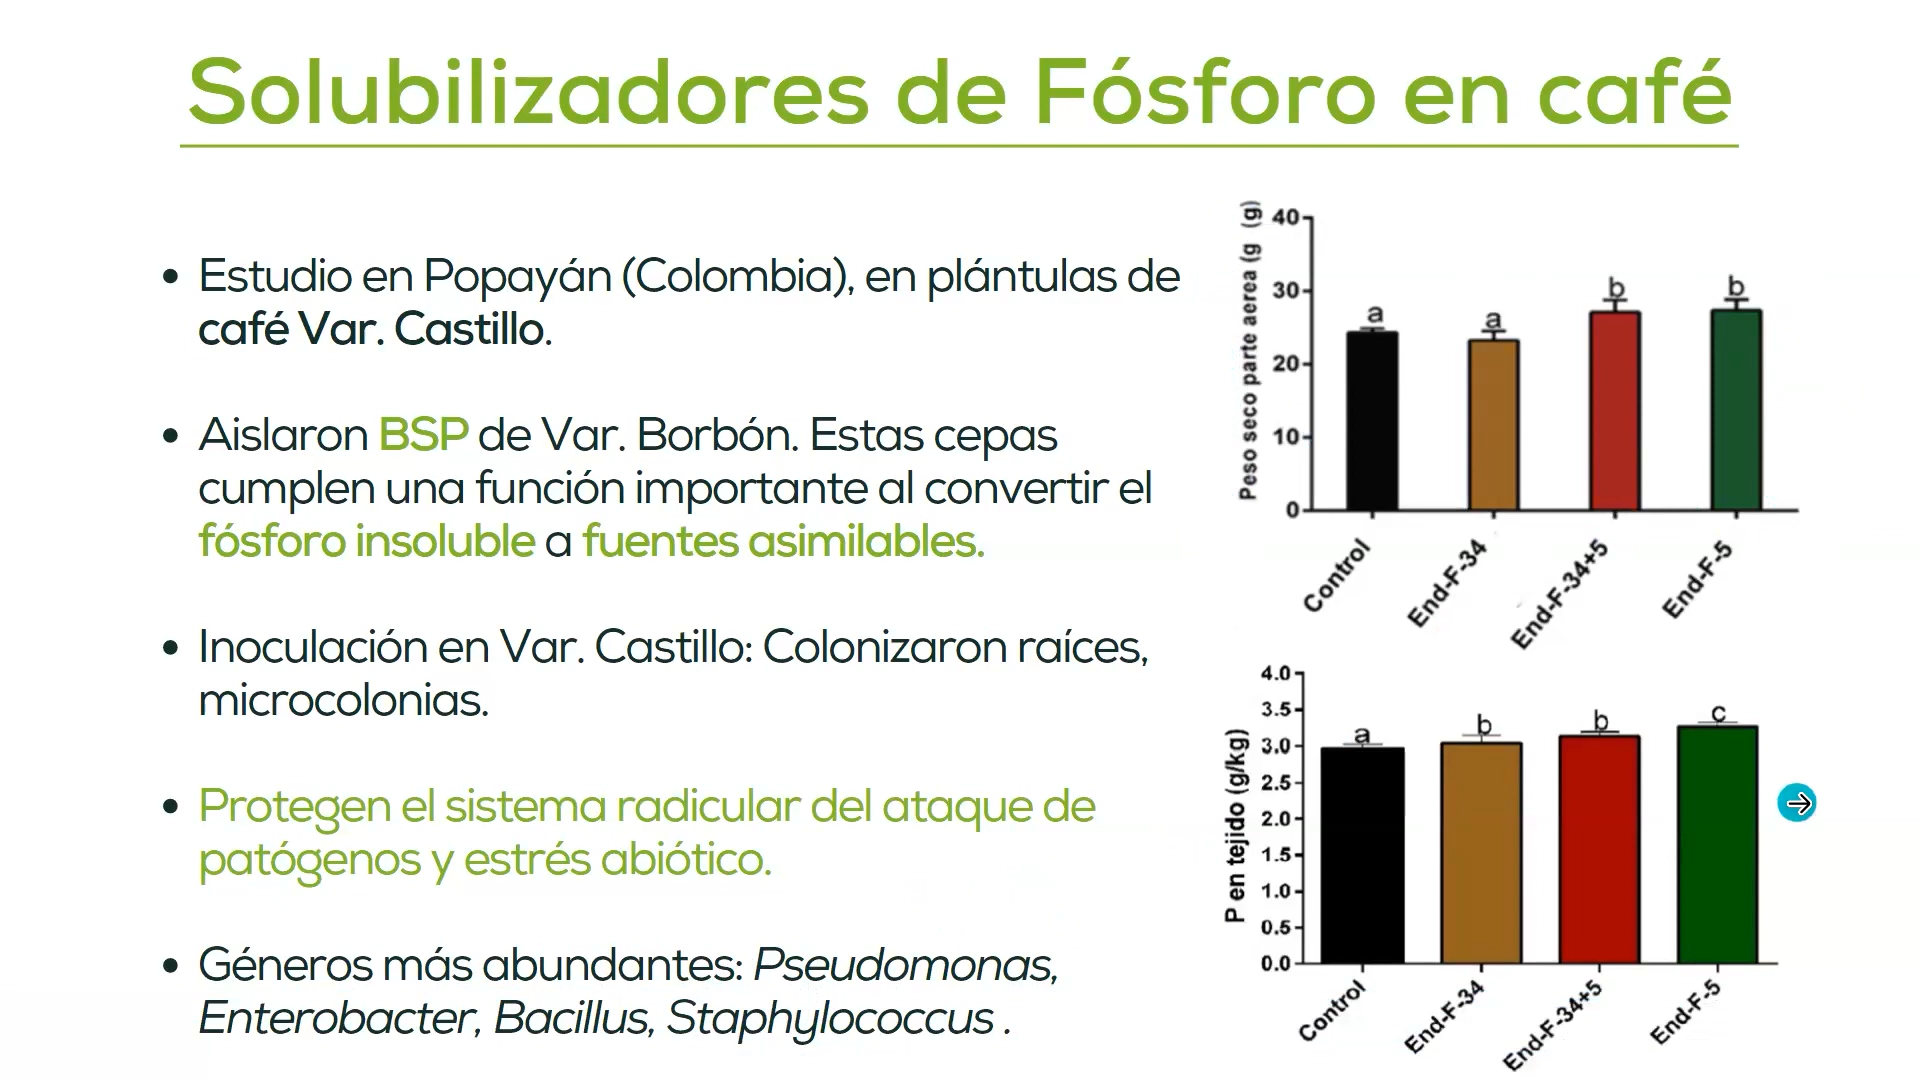 Solubilizadores de Fósforo en café
Estudio en Popayán (Colombia), en plántulas de
café Var. Castillo.
Aislaron BSP de Var. Borbón. Estas cepas
cumplen una función importante al convertir el
fósforo insoluble a fuentes asimilables.
Inoculación en Var. Castillo: Colonizaron raíces,
microcolonias.
Protegen el sistema radicular del ataque de
patógenos y estrés abiótico.
Géneros más abundantes: Pseudomonas,
Enterobacter, Bacillus, Staphylococcus .
Peso seco parte aerea (g (g)
40
30
20
10
0
a
a
b
b
Control
End-F-34
End-F-34+5
End-F-5
P en tejido (g/kg)
4.0
3.5
3.0
2.5
2.0
1.5
1.0
0.5
0.0
a
b
b
c
Control
End-F-34
End-F-34+5
End-F-5